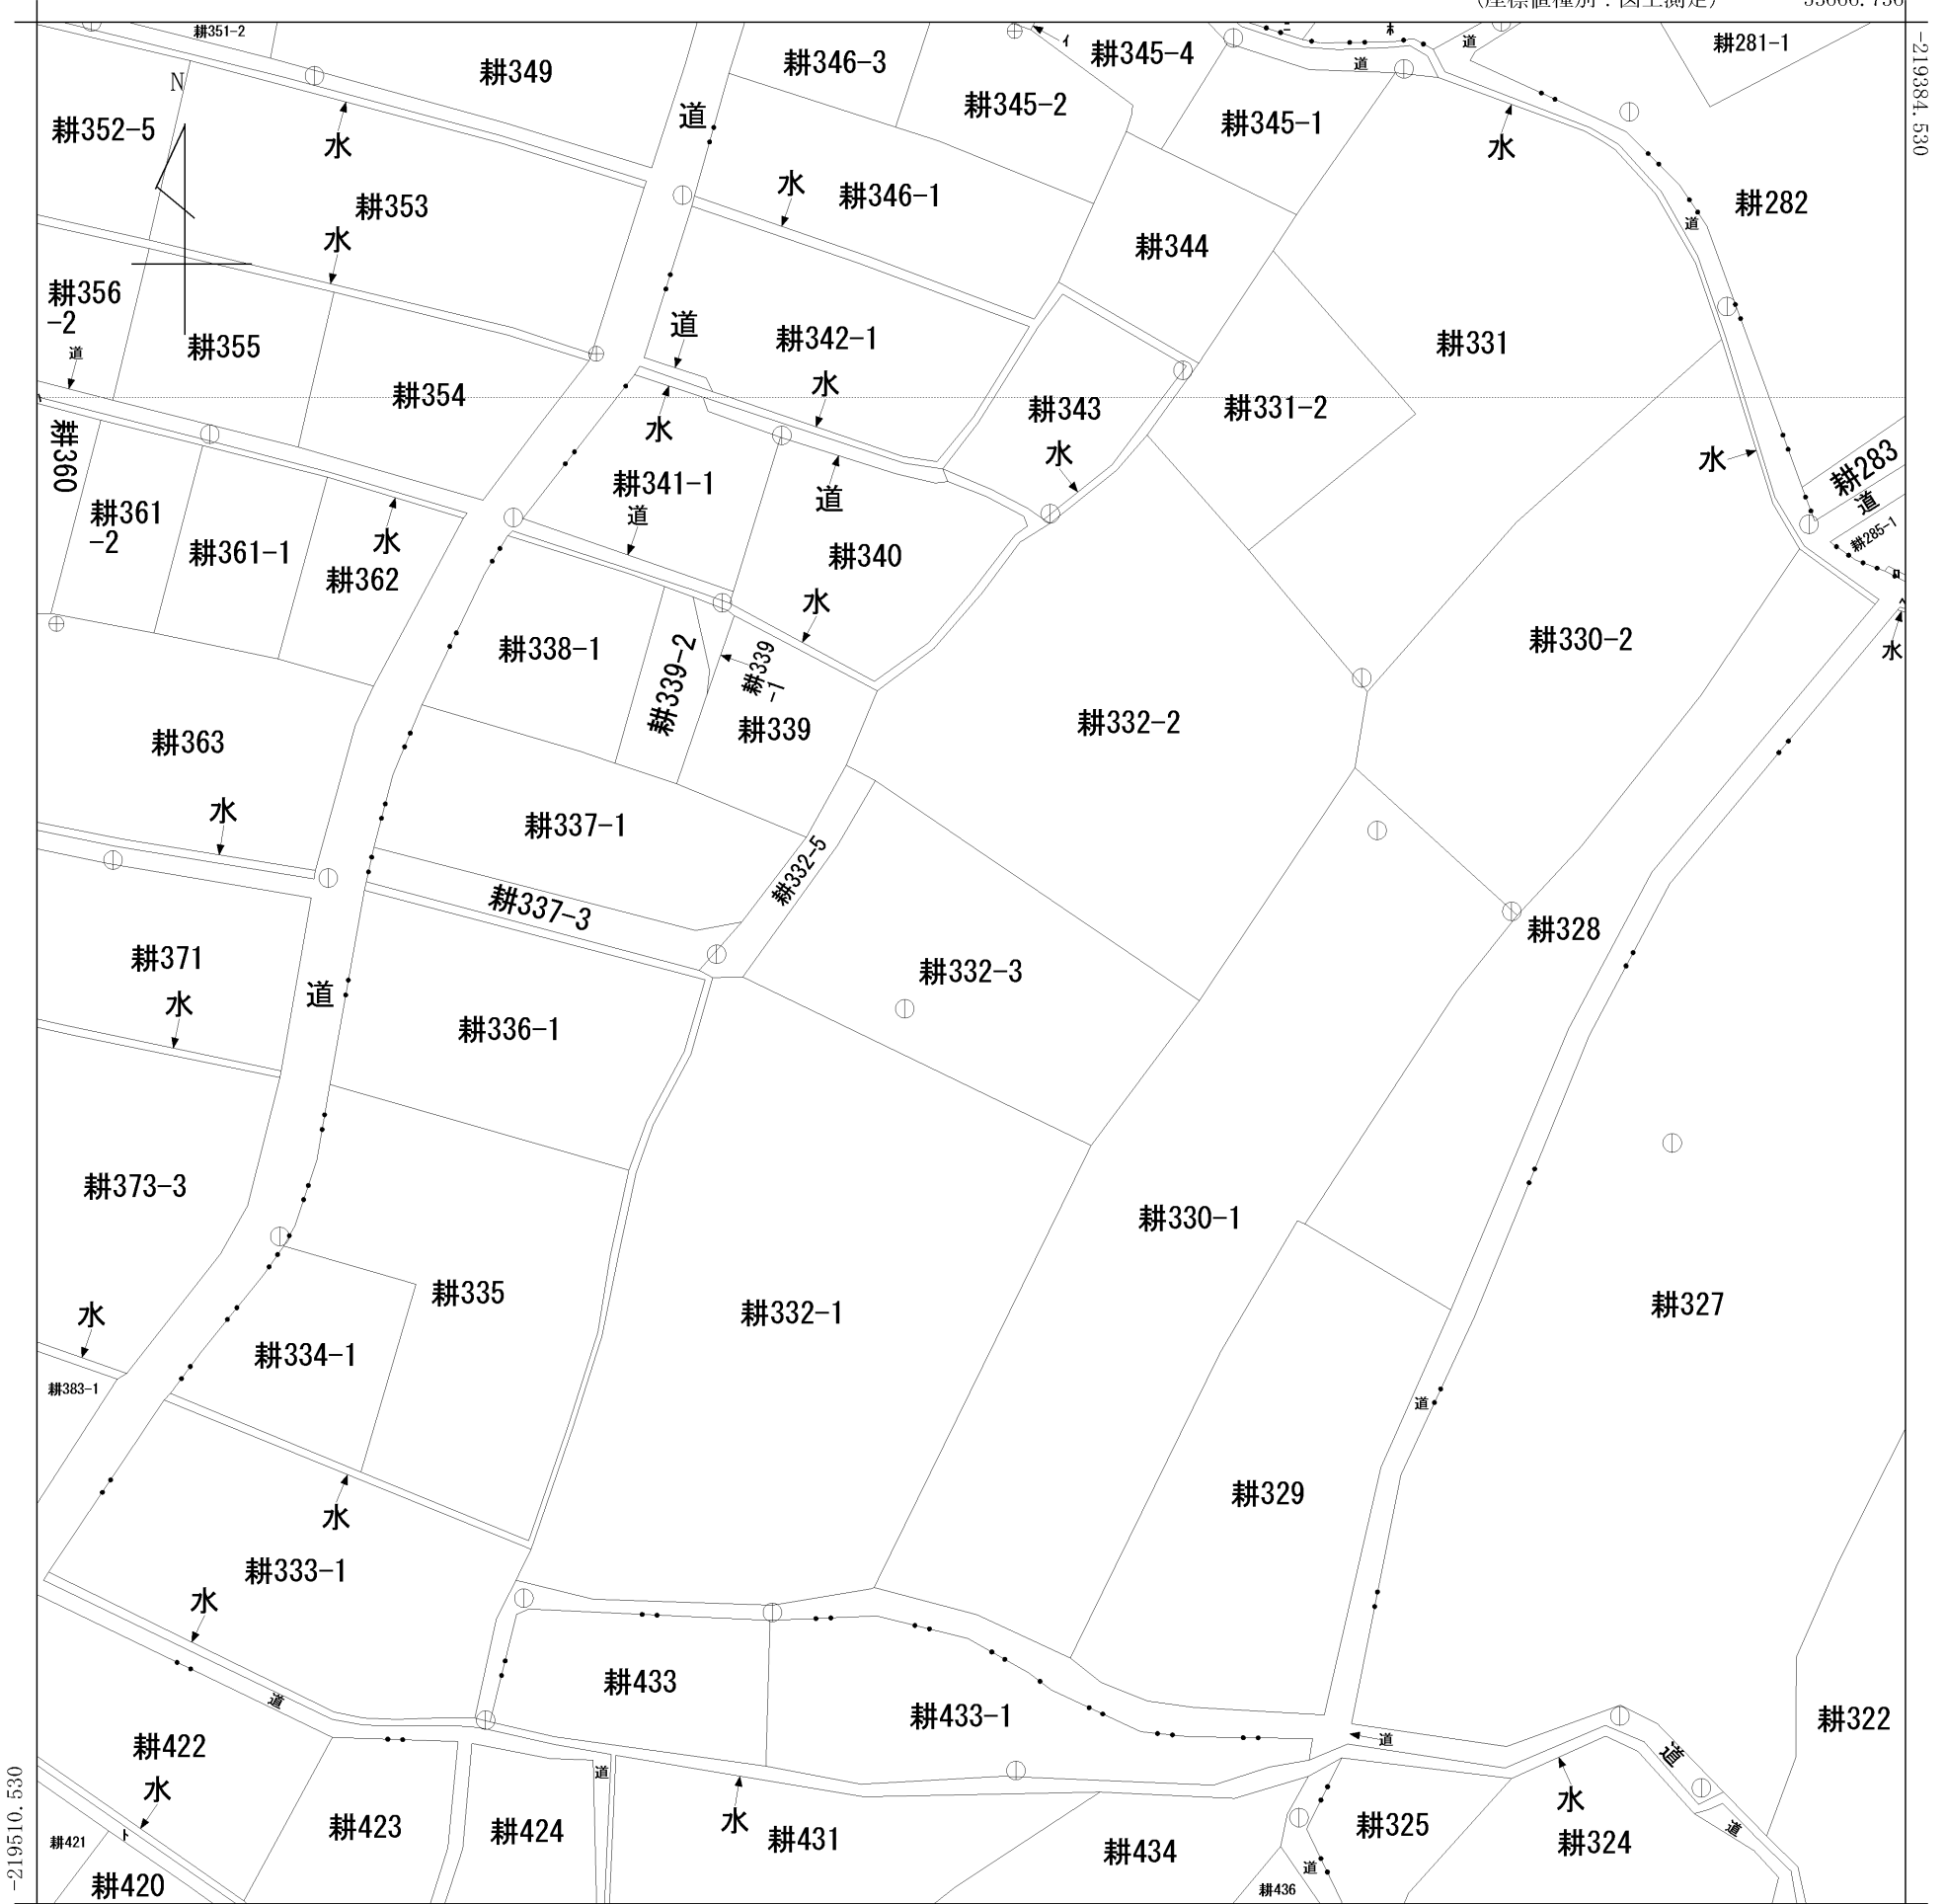 耕351-2
耕349
耕346-3
耕345-4
耕345-2
耕345-1
耕281-1
-219384.530
道
道
道
イ
ニ
ホ
N
耕352-5
水
耕353
水
水
耕346-1
耕344
水
道
耕282
耕356
-2
道
耕355
耕354
道
耕342-1
水
水
耕343
水
耕331-2
耕331
水
耕283
道
耕285-1
ロ
ヘ
水
耕360
耕361
-2
耕361-1
水
耕362
耕341-1
道
道
耕340
水
耕338-1
耕339-2
耕339
-1
耕339
耕332-2
耕330-2
耕363
水
耕337-1
耕332-5
耕337-3
耕371
水
道
耕336-1
耕332-3
耕328
耕373-3
耕330-1
耕335
耕332-1
耕327
水
耕334-1
耕383-1
道
耕329
水
耕333-1
水
道
耕433
耕433-1
道
耕322
道
耕422
水
道
-219510.530
耕421
ト
耕420
耕423
耕424
水
耕431
耕434
耕325
水
耕324
道
道
耕436